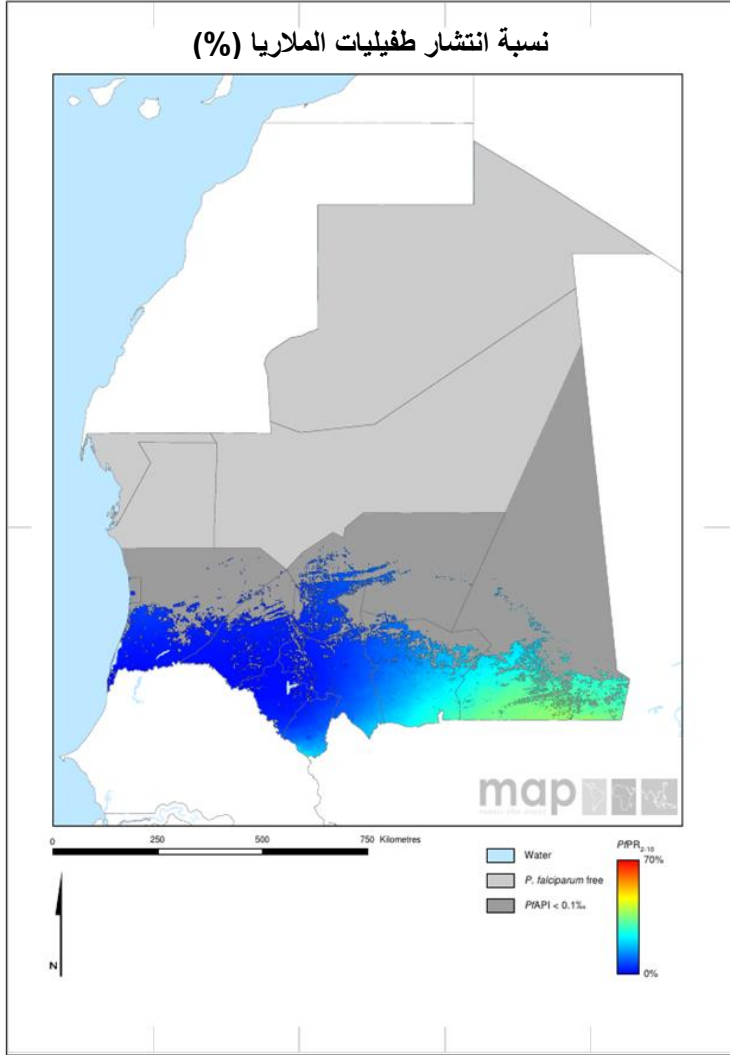 نسبة انتشار طفيليات الملاريا (%)
map
0 250 500 750 Kilometres
Water
P. falciparum free
PfAPI < 0.1‰
PfPR2-10
70%
0%
N